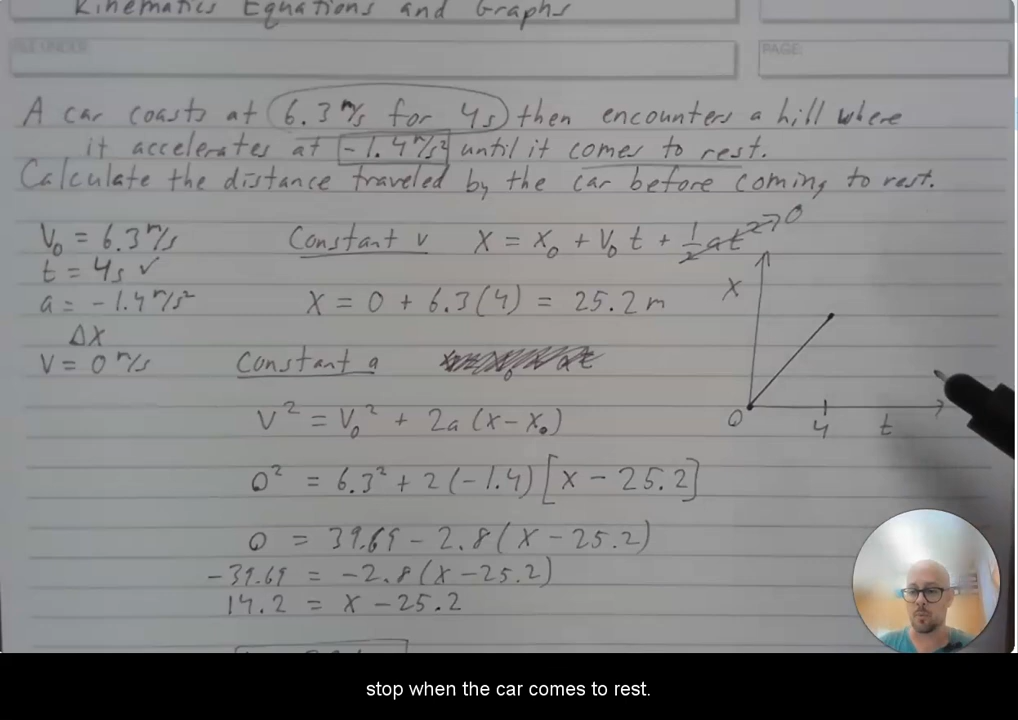 Kinematics Equations and Graphs
FILE UNDER
PAGE
A car coasts at 6.3 m/s for 4s then encounters a hill where
it accelerates at -1.4 m/s² until it comes to rest.
Calculate the distance traveled by the car before coming to rest.
V₀ = 6.3 m/s
t = 4s ✓
a = -1.4 m/s²
Δx
V = 0 m/s
Constant v X = X₀ + V₀ t + ½at² → 0
X = 0 + 6.3(4) = 25.2 m
Constant a
V² = V₀² + 2a (x - x₀)
0² = 6.3² + 2(-1.4) [x - 25.2]
0 = 39.69 - 2.8(x - 25.2)
-39.69 = -2.8(x - 25.2)
14.2 = x - 25.2
X
0
4
t
stop when the car comes to rest.